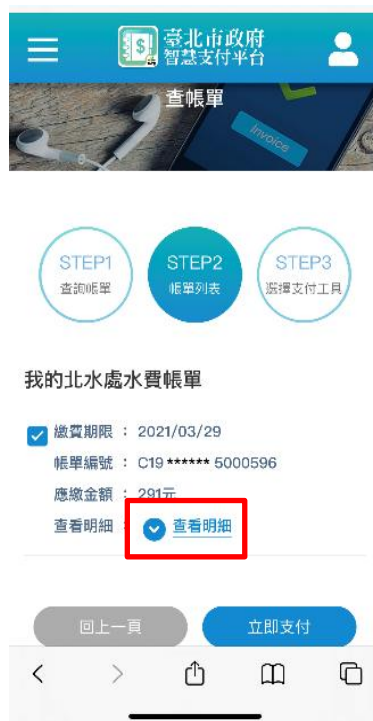 臺北市政府
智慧支付平台
查帳單
Invoice
STEP1
查詢帳單
STEP2
帳單列表
STEP3
選擇支付工具
我的北水處水費帳單
繳費期限 : 2021/03/29
帳單編號 : C19 ****** 5000596
應繳金額 : 291元
查看明細 : 查看明細
回上一頁
立即支付